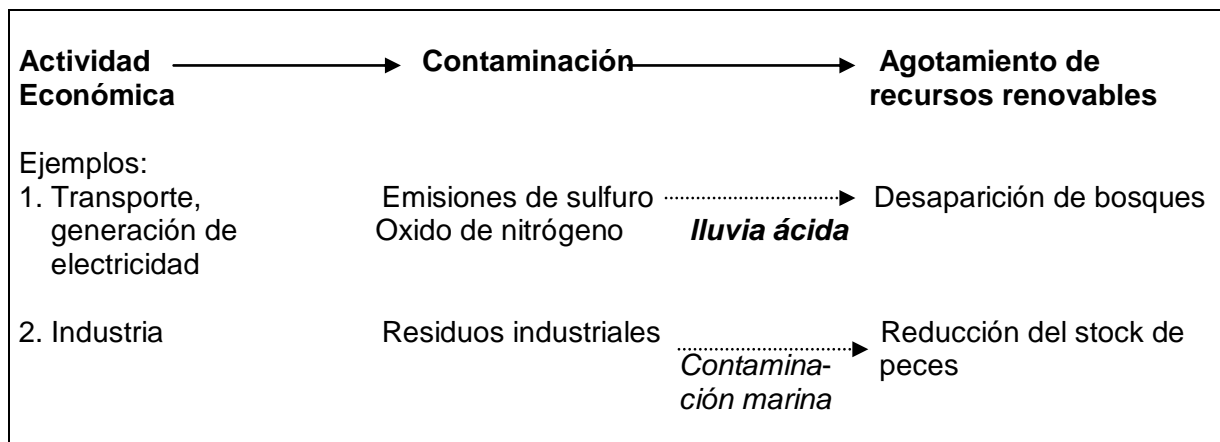 Actividad Contaminación Agotamiento de
Económica recursos renovables
Ejemplos:
1. Transporte, Emisiones de sulfuro Desaparición de bosques
generación de Oxido de nitrógeno lluvia ácida
electricidad
2. Industria Residuos industriales Reducción del stock de
Contamina- peces
ción marina